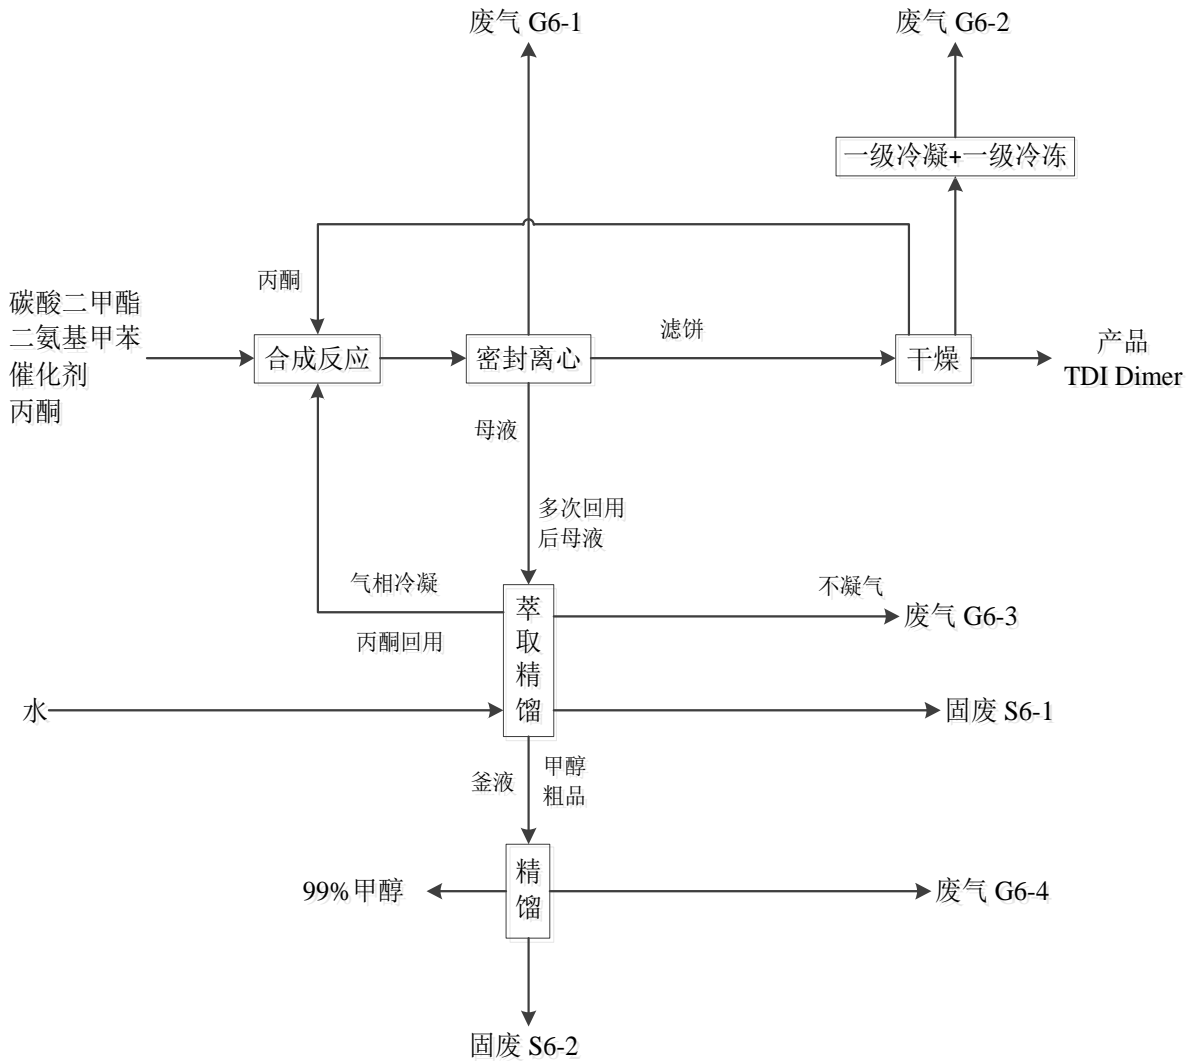 废气 G6-1
废气 G6-2
一级冷凝+一级冷冻
丙酮
碳酸二甲酯
二氨基甲苯
催化剂
丙酮
合成反应
密封离心
滤饼
干燥
产品
TDI Dimer
母液
多次回用
后母液
气相冷凝
丙酮回用
萃
取
精
馏
不凝气
废气 G6-3
水
固废 S6-1
釜液
甲醇
粗品
99%甲醇
精
馏
废气 G6-4
固废 S6-2